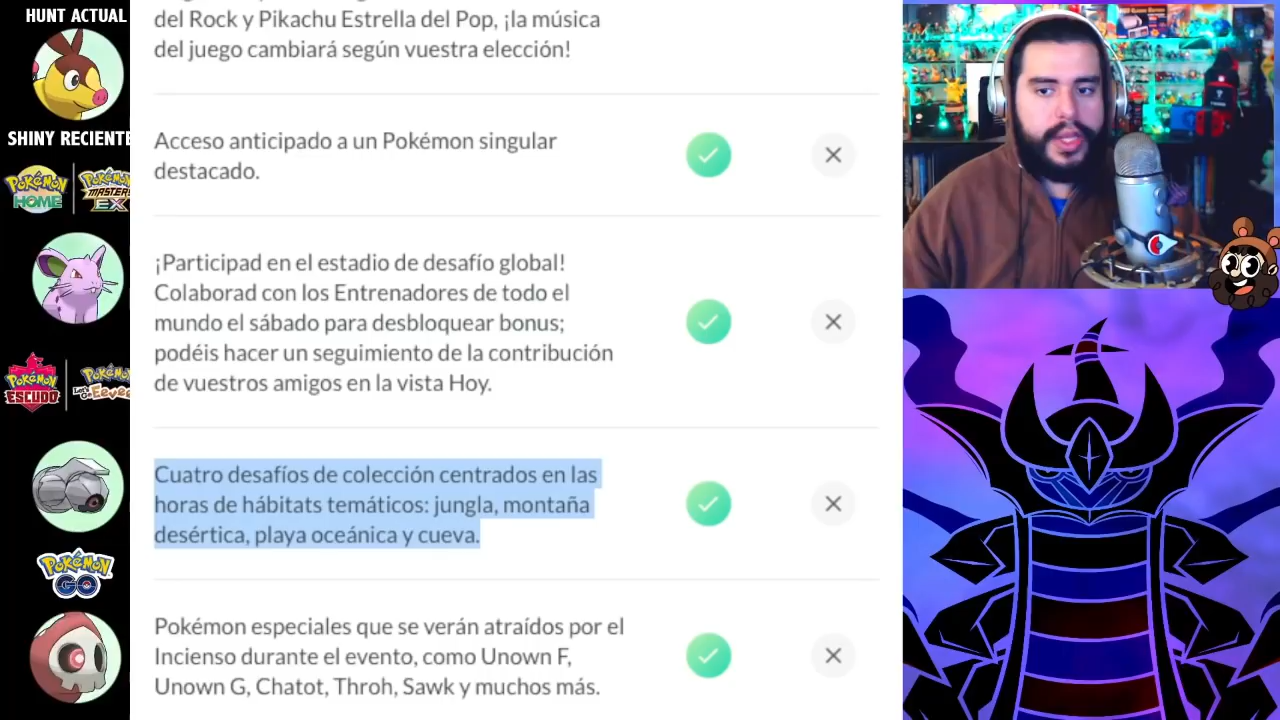 HUNT ACTUAL
SHINY RECIENTE
Pokémon HOME
Pokémon MASTERS EX
Pokémon ESCUDO
Pokémon GO
del Rock y Pikachu Estrella del Pop, ¡la música
del juego cambiará según vuestra elección!
Acceso anticipado a un Pokémon singular
destacado.
¡Participad en el estadio de desafío global!
Colaborad con los Entrenadores de todo el
mundo el sábado para desbloquear bonus;
podéis hacer un seguimiento de la contribución
de vuestros amigos en la vista Hoy.
Cuatro desafíos de colección centrados en las
horas de hábitats temáticos: jungla, montaña
desértica, playa oceánica y cueva.
Pokémon especiales que se verán atraídos por el
Incienso durante el evento, como Unown F,
Unown G, Chatot, Throh, Sawk y muchos más.